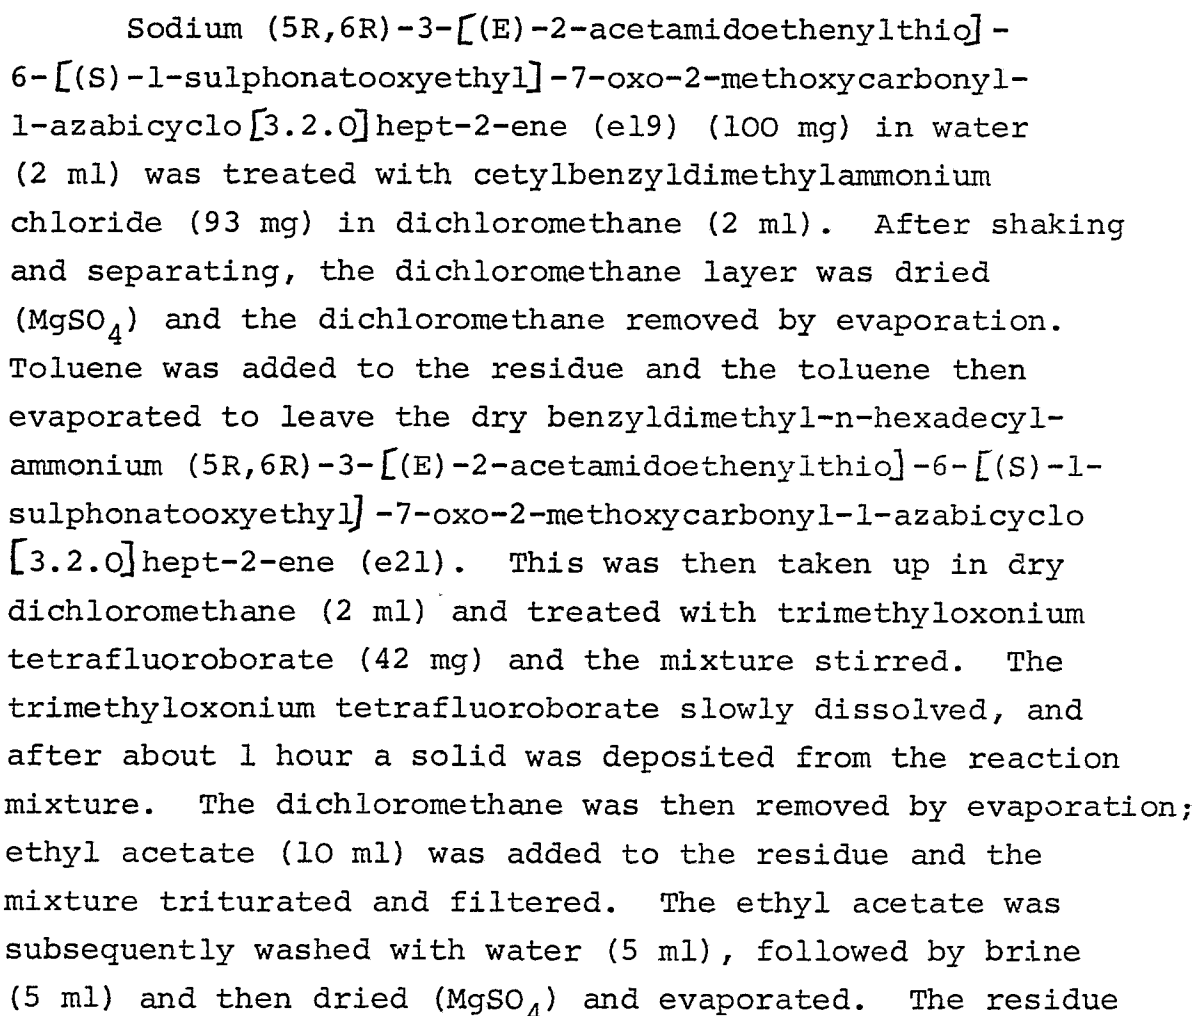 Sodium (5R,6R)-3-[(E)-2-acetamidoethenylthio]-
6-[(S)-1-sulphonatooxyethyl]-7-oxo-2-methoxycarbonyl-
1-azabicyclo[3.2.0]hept-2-ene (e19) (100 mg) in water
(2 ml) was treated with cetylbenzyldimethylammonium
chloride (93 mg) in dichloromethane (2 ml). After shaking
and separating, the dichloromethane layer was dried
(MgSO₄) and the dichloromethane removed by evaporation.
Toluene was added to the residue and the toluene then
evaporated to leave the dry benzyldimethyl-n-hexadecyl-
ammonium (5R,6R)-3-[(E)-2-acetamidoethenylthio]-6-[(S)-1-
sulphonatooxyethyl]-7-oxo-2-methoxycarbonyl-1-azabicyclo
[3.2.0]hept-2-ene (e21). This was then taken up in dry
dichloromethane (2 ml) and treated with trimethyloxonium
tetrafluoroborate (42 mg) and the mixture stirred. The
trimethyloxonium tetrafluoroborate slowly dissolved, and
after about 1 hour a solid was deposited from the reaction
mixture. The dichloromethane was then removed by evaporation;
ethyl acetate (10 ml) was added to the residue and the
mixture triturated and filtered. The ethyl acetate was
subsequently washed with water (5 ml), followed by brine
(5 ml) and then dried (MgSO₄) and evaporated. The residue